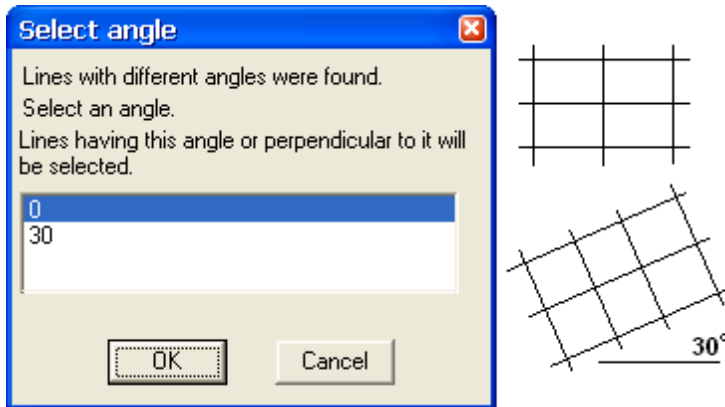 Select angle
Lines with different angles were found.
Select an angle.
Lines having this angle or perpendicular to it will
be selected.
0
30
OK
Cancel
30°